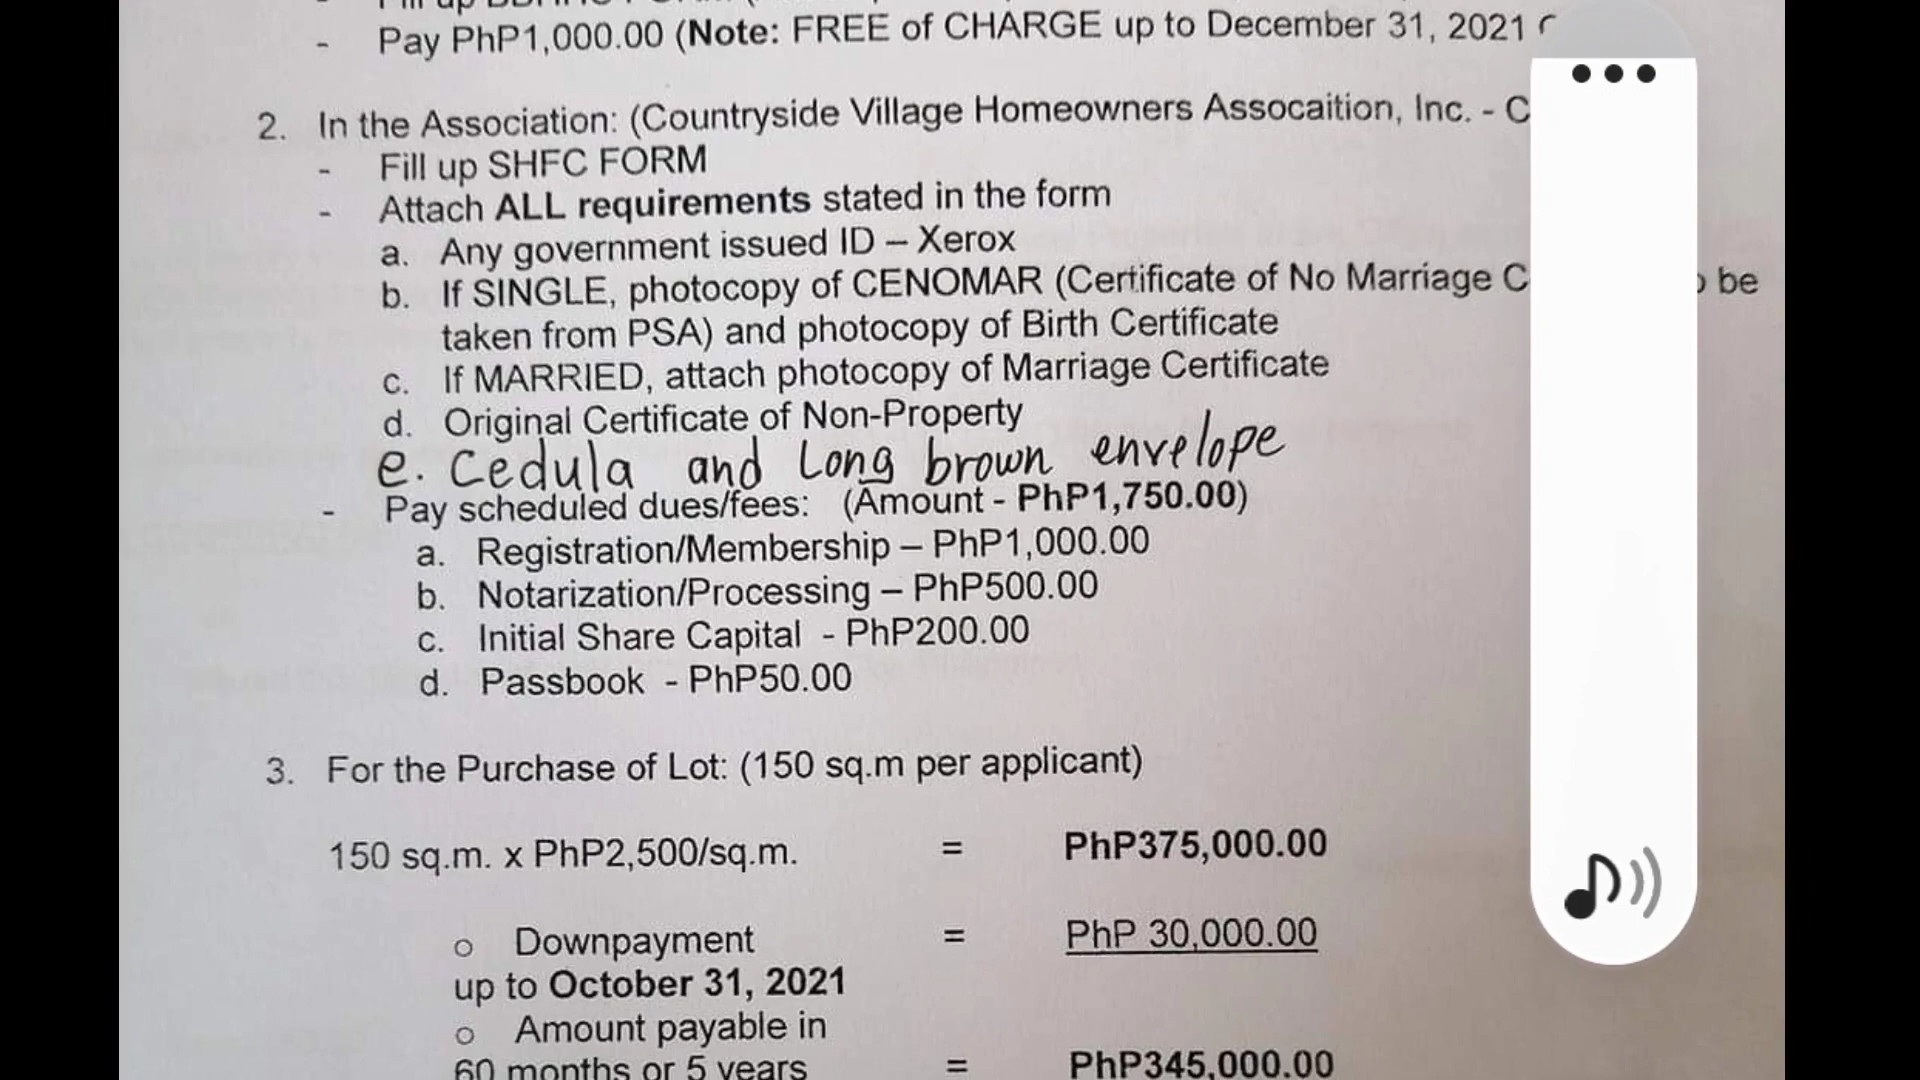 - Pay PhP1,000.00 (Note: FREE of CHARGE up to December 31, 2021
2. In the Association: (Countryside Village Homeowners Assocaition, Inc. - C
- Fill up SHFC FORM
- Attach ALL requirements stated in the form
a. Any government issued ID – Xerox
b. If SINGLE, photocopy of CENOMAR (Certificate of No Marriage C be
taken from PSA) and photocopy of Birth Certificate
c. If MARRIED, attach photocopy of Marriage Certificate
d. Original Certificate of Non-Property
e. Cedula and Long brown envelope
- Pay scheduled dues/fees: (Amount - PhP1,750.00)
a. Registration/Membership – PhP1,000.00
b. Notarization/Processing – PhP500.00
c. Initial Share Capital - PhP200.00
d. Passbook - PhP50.00
3. For the Purchase of Lot: (150 sq.m per applicant)
150 sq.m. x PhP2,500/sq.m. = PhP375,000.00
o Downpayment = PhP 30,000.00
up to October 31, 2021
o Amount payable in
60 months or 5 years = PhP345,000.00